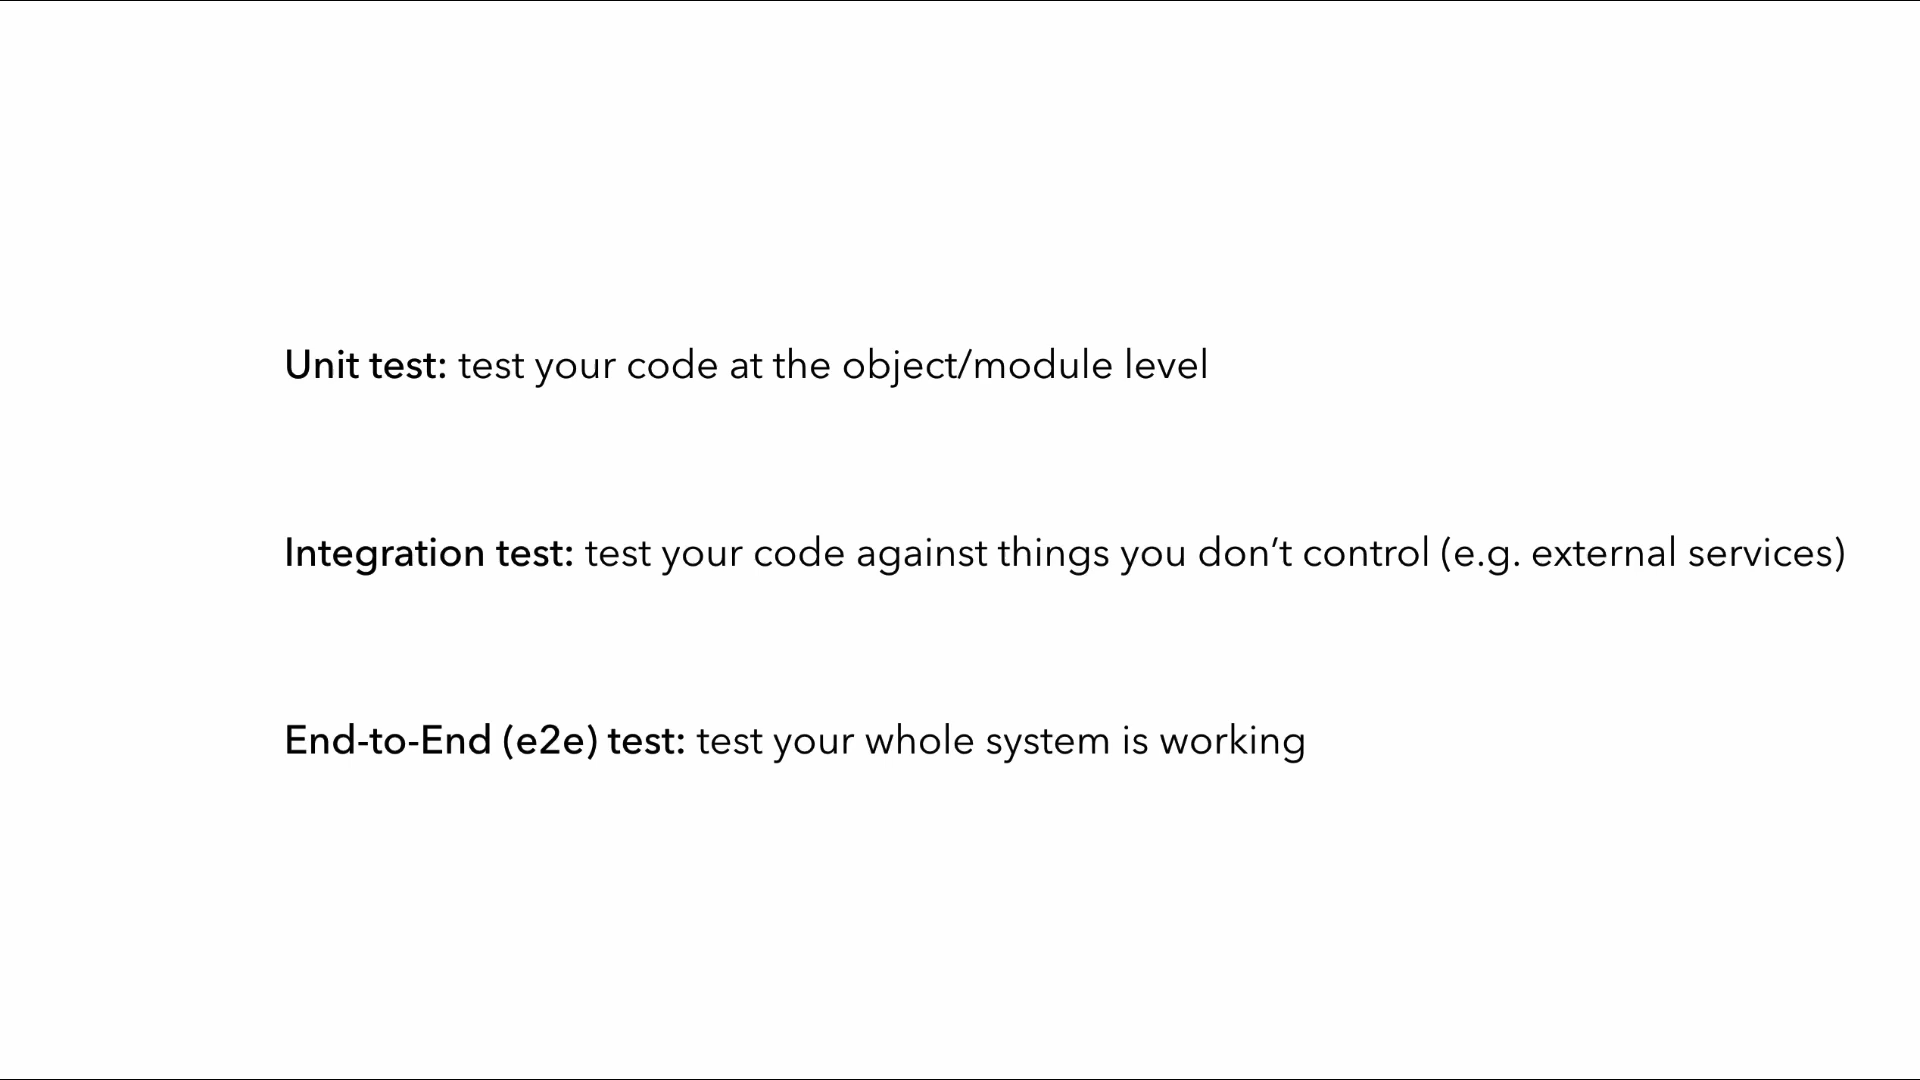 Unit test: test your code at the object/module level
Integration test: test your code against things you don’t control (e.g. external services)
End-to-End (e2e) test: test your whole system is working